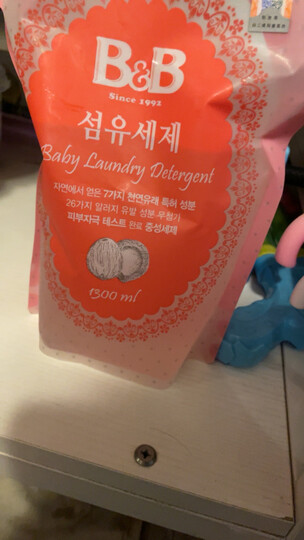 B&B
Since 1992
섬유세제
Baby Laundry Detergent
자연에서 얻은 7가지 천연유래 특허 성분
26가지 알러지 유발 성분 무첨가
피부자극 테스트 완료 중성세제
1300 ml